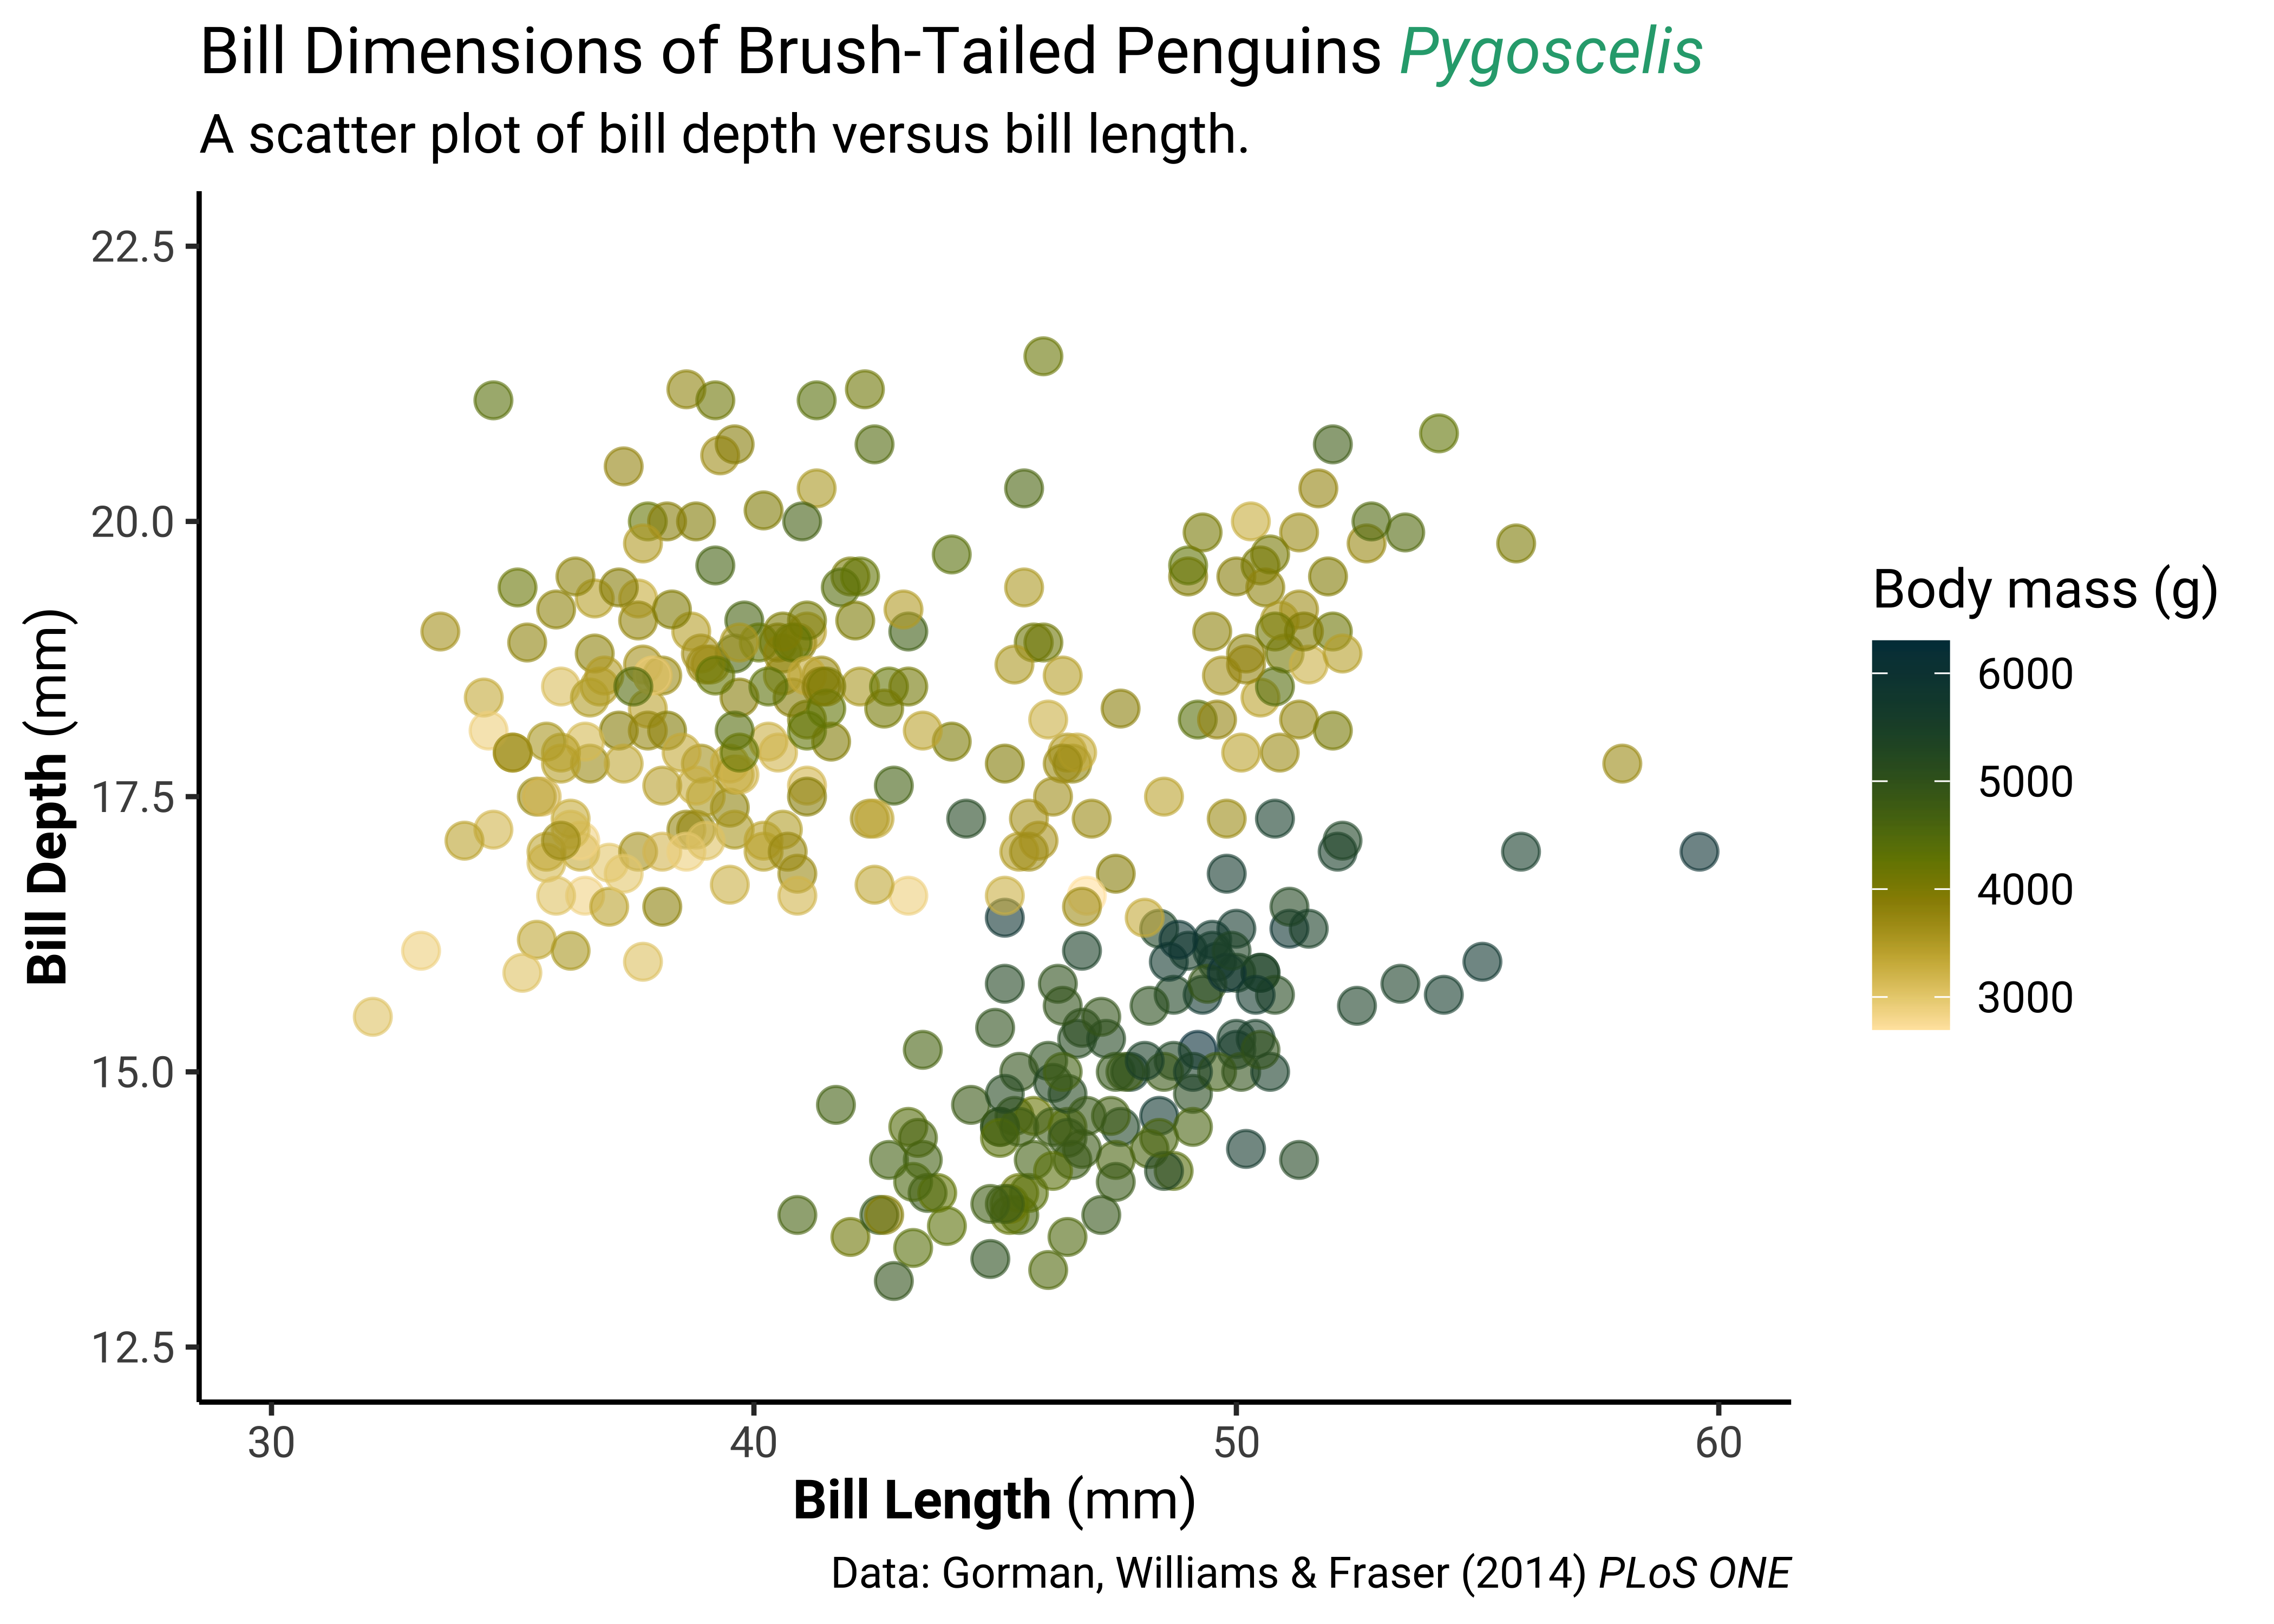 Bill Dimensions of Brush-Tailed Penguins Pygoscelis
A scatter plot of bill depth versus bill length.
22.5
20.0
17.5
15.0
12.5
Bill Depth (mm)
30 40 50 60
Bill Length (mm)
Body mass (g)
6000
5000
4000
3000
Data: Gorman, Williams & Fraser (2014) PLoS ONE